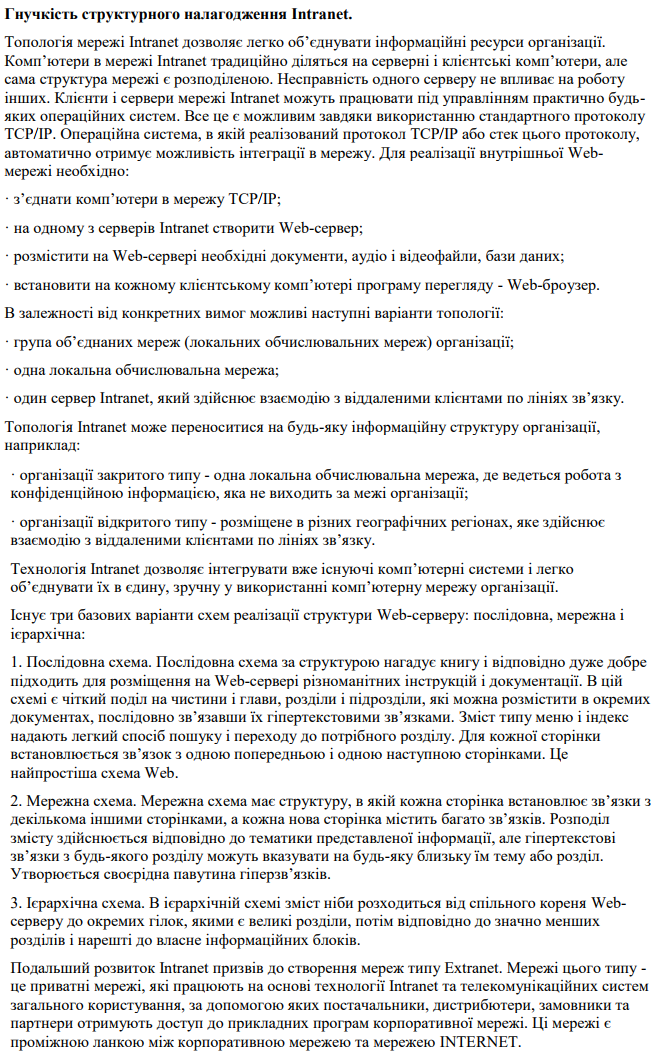 Гнучкість структурного налагодження Intranet.
Топологія мережі Intranet дозволяє легко об’єднувати інформаційні ресурси організації.
Комп’ютери в мережі Intranet традиційно діляться на серверні і клієнтські комп’ютери, але
сама структура мережі є розподіленою. Несправність одного серверу не впливає на роботу
інших. Клієнти і сервери мережі Intranet можуть працювати під управлінням практично будь-
яких операційних систем. Все це є можливим завдяки використанню стандартного протоколу
TCP/IP. Операційна система, в якій реалізований протокол TCP/IP або стек цього протоколу,
автоматично отримує можливість інтеграції в мережу. Для реалізації внутрішньої Web-
мережі необхідно:
· з’єднати комп’ютери в мережу TCP/IP;
· на одному з серверів Intranet створити Web-сервер;
· розмістити на Web-сервері необхідні документи, аудіо і відеофайли, бази даних;
· встановити на кожному клієнтському комп’ютері програму перегляду - Web-броузер.
В залежності від конкретних вимог можливі наступні варіанти топології:
· група об’єднаних мереж (локальних обчислювальних мереж) організації;
· одна локальна обчислювальна мережа;
· один сервер Intranet, який здійснює взаємодію з віддаленими клієнтами по лініях зв’язку.
Топологія Intranet може переноситися на будь-яку інформаційну структуру організації,
наприклад:
· організації закритого типу - одна локальна обчислювальна мережа, де ведеться робота з
конфіденційною інформацією, яка не виходить за межі організації;
· організації відкритого типу - розміщене в різних географічних регіонах, яке здійснює
взаємодію з віддаленими клієнтами по лініях зв’язку.
Технологія Intranet дозволяє інтегрувати вже існуючі комп’ютерні системи і легко
об’єднувати їх в єдину, зручну у використанні комп’ютерну мережу організації.
Існує три базових варіанти схем реалізації структури Web-серверу: послідовна, мережна і
ієрархічна:
1. Послідовна схема. Послідовна схема за структурою нагадує книгу і відповідно дуже добре
підходить для розміщення на Web-сервері різноманітних інструкцій і документації. В цій
схемі є чіткий поділ на чистини і глави, розділи і підрозділи, які можна розмістити в окремих
документах, послідовно зв’язавши їх гіпертекстовими зв’язками. Зміст типу меню і індекс
надають легкий спосіб пошуку і переходу до потрібного розділу. Для кожної сторінки
встановлюється зв’язок з одною попередньою і одною наступною сторінками. Це
найпростіша схема Web.
2. Мережна схема. Мережна схема має структуру, в якій кожна сторінка встановлює зв’язки з
декількома іншими сторінками, а кожна нова сторінка містить багато зв’язків. Розподіл
змісту здійснюється відповідно до тематики представленої інформації, але гіпертекстові
зв’язки з будь-якого розділу можуть вказувати на будь-яку близьку їм тему або розділ.
Утворюється своєрідна павутина гіперзв’язків.
3. Ієрархічна схема. В ієрархічній схемі зміст ніби розходиться від спільного кореня Web-
серверу до окремих гілок, якими є великі розділи, потім відповідно до значно менших
розділів і нарешті до власне інформаційних блоків.
Подальший розвиток Intranet призвів до створення мереж типу Extranet. Мережі цього типу -
це приватні мережі, які працюють на основі технології Intranet та телекомунікаційних систем
загального користування, за допомогою яких постачальники, дистрибютери, замовники та
партнери отримують доступ до прикладних програм корпоративної мережі. Ці мережі є
проміжною ланкою між корпоративною мережею та мережею INTERNET.